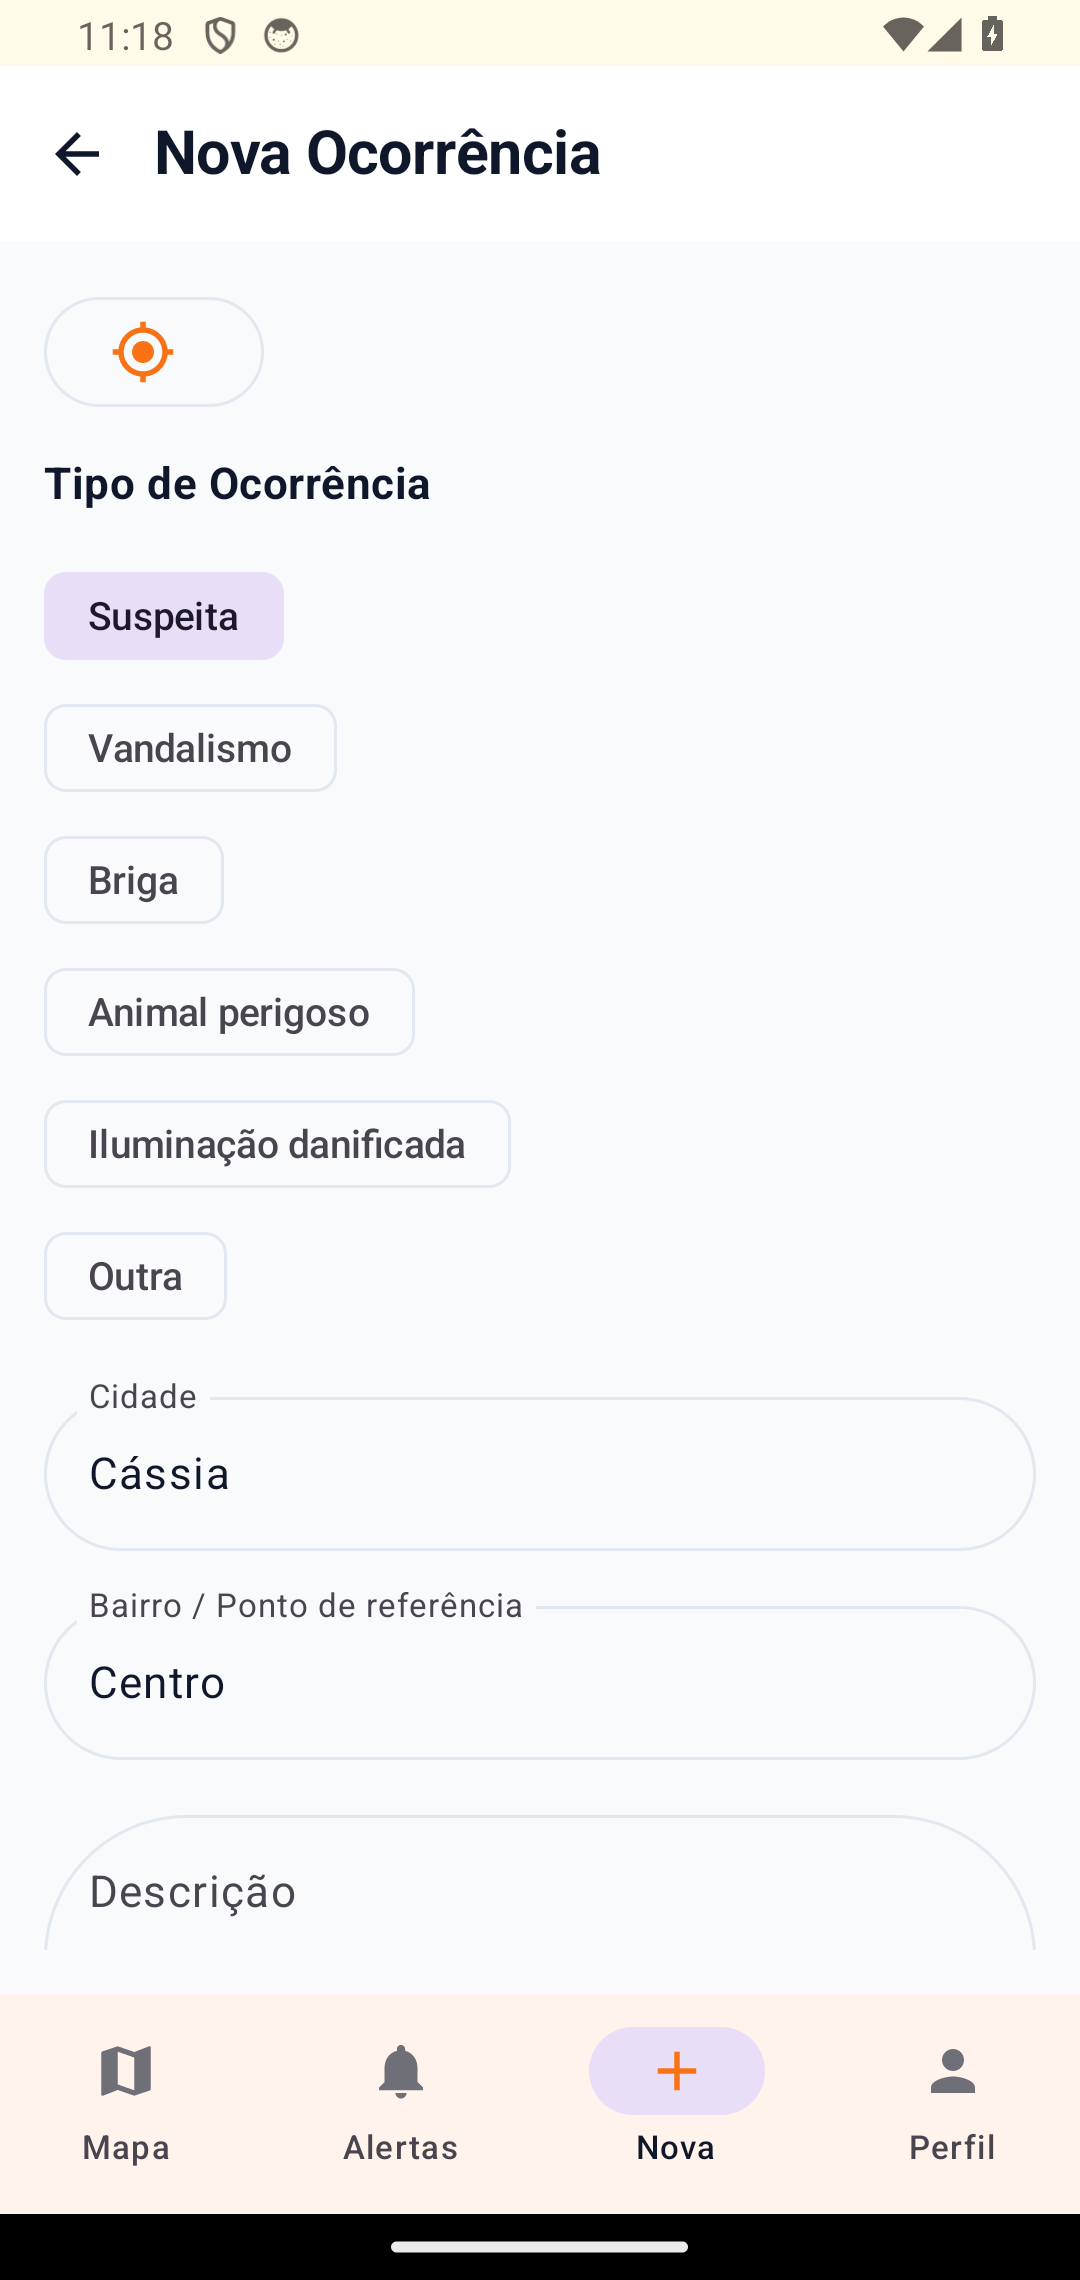 11:18
Nova Ocorrência
Tipo de Ocorrência
Suspeita
Vandalismo
Briga
Animal perigoso
Iluminação danificada
Outra
Cidade
Cássia
Bairro / Ponto de referência
Centro
Descrição
Mapa
Alertas
Nova
Perfil